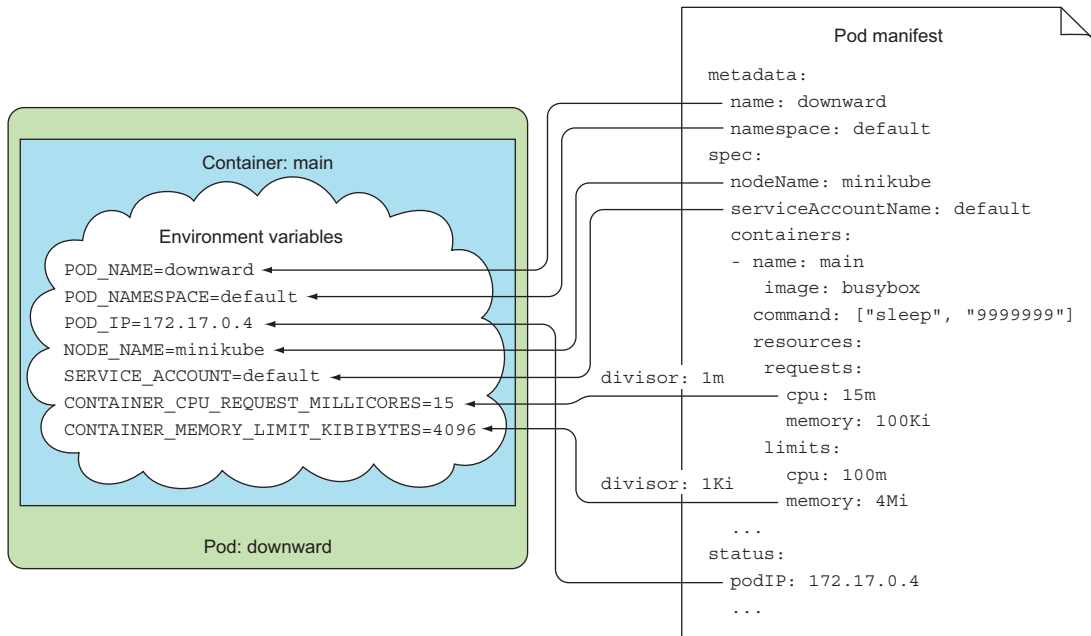 Container: main
Environment variables
POD_NAME=downward
POD_NAMESPACE=default
POD_IP=172.17.0.4
NODE_NAME=minikube
SERVICE_ACCOUNT=default
CONTAINER_CPU_REQUEST_MILLICORES=15
CONTAINER_MEMORY_LIMIT_KIBIBYTES=4096
Pod: downward
divisor: 1m
divisor: 1Ki
Pod manifest
metadata:
name: downward
namespace: default
spec:
nodeName: minikube
serviceAccountName: default
containers:
- name: main
image: busybox
command: ["sleep", "9999999"]
resources:
requests:
cpu: 15m
memory: 100Ki
limits:
cpu: 100m
memory: 4Mi
...
status:
podIP: 172.17.0.4
...